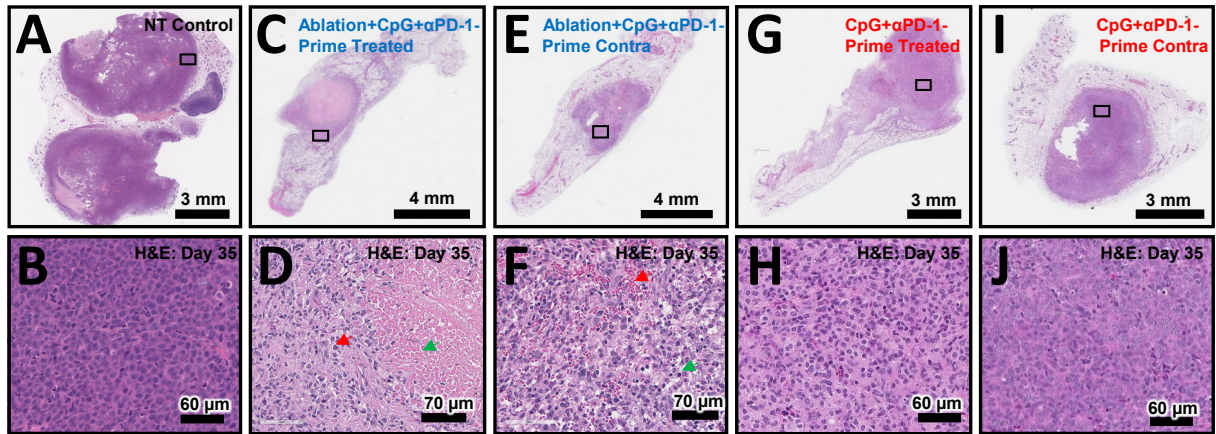 A
NT Control
3 mm
C
Ablation+CpG+αPD-1-
Prime Treated
4 mm
E
Ablation+CpG+αPD-1-
Prime Contra
4 mm
G
CpG+αPD-1-
Prime Treated
3 mm
I
CpG+αPD-1-
Prime Contra
3 mm
B
H&E: Day 35
60 µm
D
H&E: Day 35
70 µm
F
H&E: Day 35
70 µm
H
H&E: Day 35
60 µm
J
H&E: Day 35
60 µm